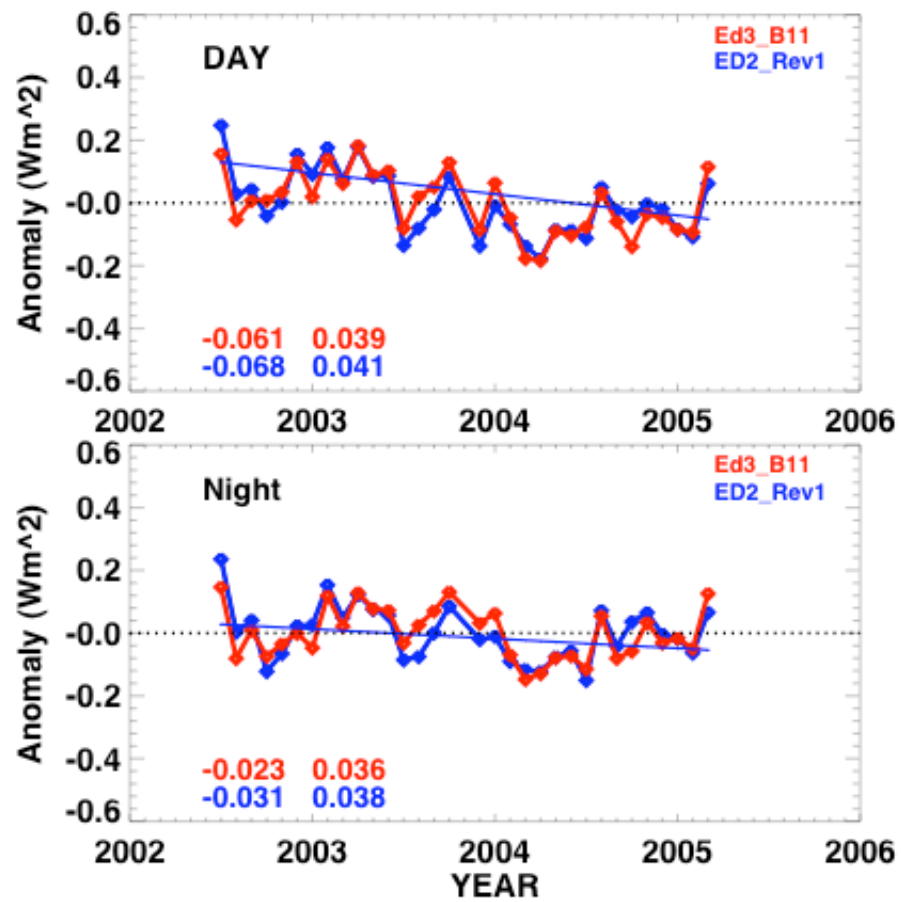 0.6
DAY
Ed3_B11
ED2_Rev1
0.4
0.2
-0.0
-0.2
-0.4
-0.6
Anomaly (Wm^2)
-0.061 0.039
-0.068 0.041
2002 2003 2004 2005 2006
0.6
Night
Ed3_B11
ED2_Rev1
0.4
0.2
-0.0
-0.2
-0.4
-0.6
Anomaly (Wm^2)
-0.023 0.036
-0.031 0.038
2002 2003 2004 2005 2006
YEAR